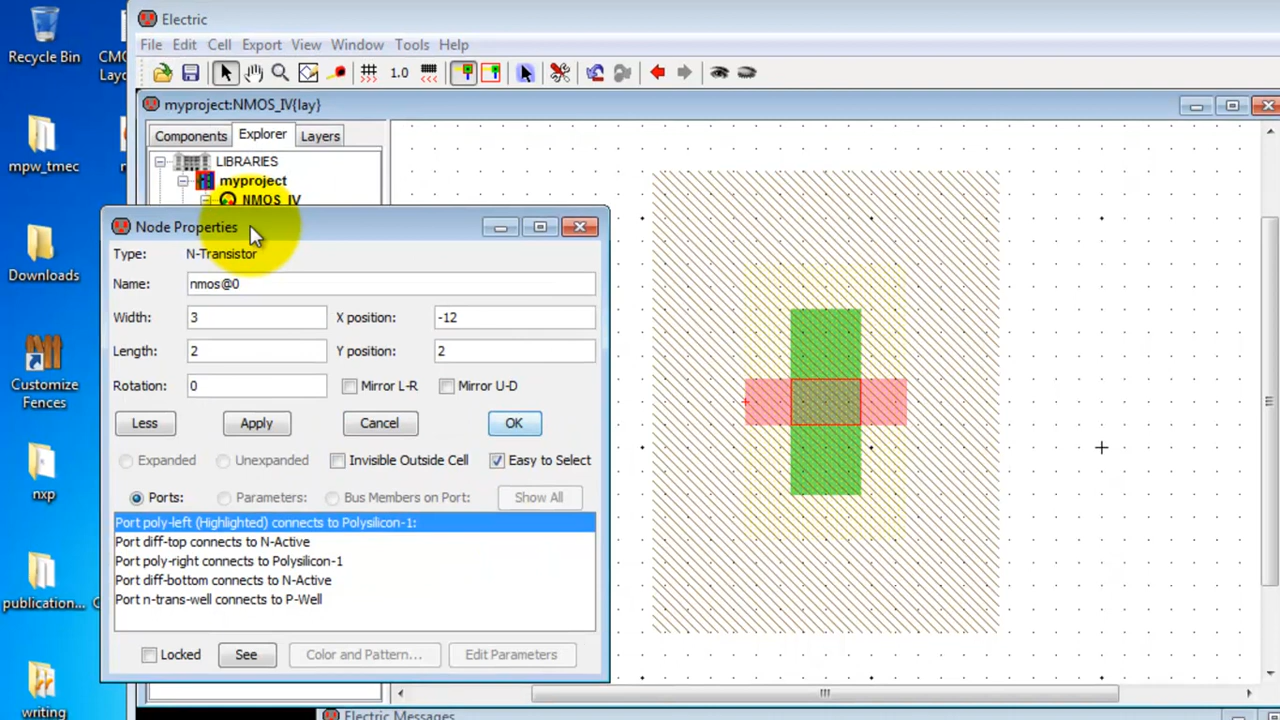 Recycle Bin
CM
Lay
mpw_tmec
Downloads
Customize
Fences
nxp
publication...
writing
Electric
File Edit Cell Export View Window Tools Help
1.0
myproject:NMOS_IV{lay}
Components Explorer Layers
LIBRARIES
myproject
NMOS_IV
Node Properties
Type: N-Transistor
Name: nmos@0
Width: 3 X position: -12
Length: 2 Y position: 2
Rotation: 0 Mirror L-R Mirror U-D
Less Apply Cancel OK
Expanded Unexpanded Invisible Outside Cell Easy to Select
Ports: Parameters: Bus Members on Port: Show All
Port poly-left (Highlighted) connects to Polysilicon-1:
Port diff-top connects to N-Active
Port poly-right connects to Polysilicon-1
Port diff-bottom connects to N-Active
Port n-trans-well connects to P-Well
Locked See Color and Pattern... Edit Parameters
Electric Messages